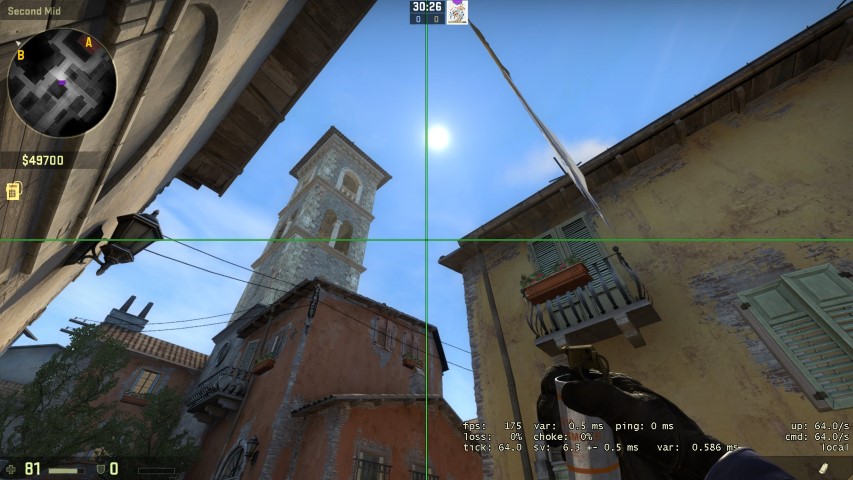 Second Mid
30:26
0 0
A
B
$49700
fps: 175 var: 0.5 ms ping: 0 ms
loss: 0% choke: 0%
tick: 64.0 sv: 6.3 +- 0.5 ms var: 0.586 ms
up: 64.0/s
cmd: 64.0/s
local
81
0